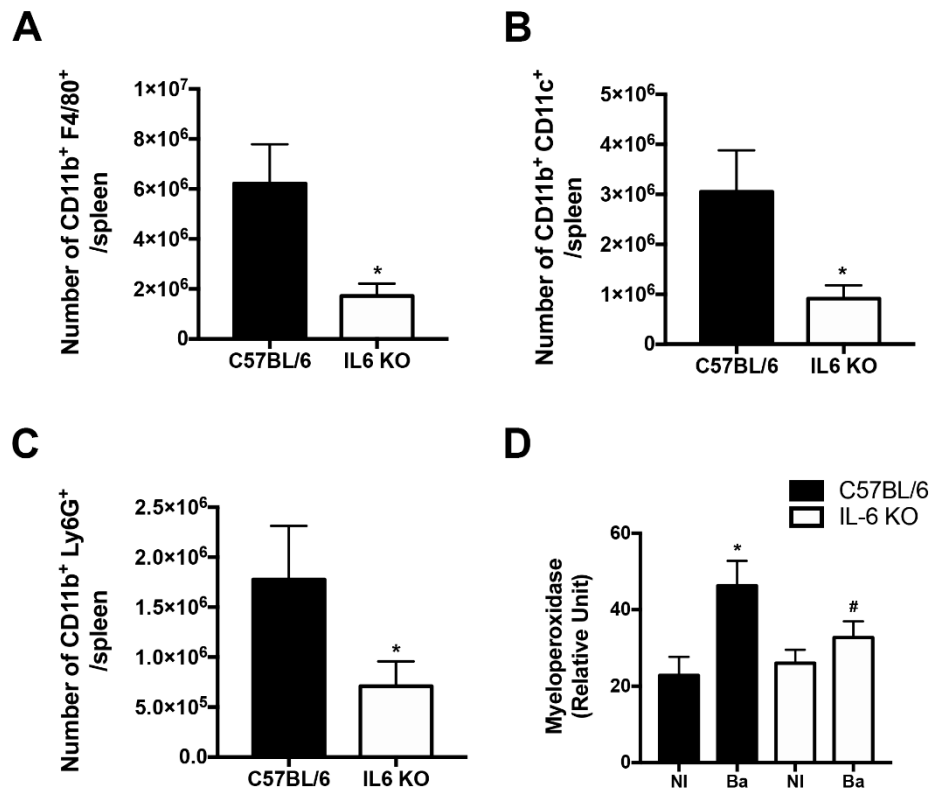 A
Number of CD11b⁺ F4/80⁺
/spleen
1×10⁷
8×10⁶
6×10⁶
4×10⁶
2×10⁶
0
*
C57BL/6 IL6 KO
B
Number of CD11b⁺ CD11c⁺
/spleen
5×10⁶
4×10⁶
3×10⁶
2×10⁶
1×10⁶
0
*
C57BL/6 IL6 KO
C
Number of CD11b⁺ Ly6G⁺
/spleen
2.5×10⁶
2.0×10⁶
1.5×10⁶
1.0×10⁶
5.0×10⁵
0.0
*
C57BL/6 IL6 KO
D
C57BL/6
IL-6 KO
Myeloperoxidase
(Relative Unit)
60
40
20
0
* #
NI Ba NI Ba